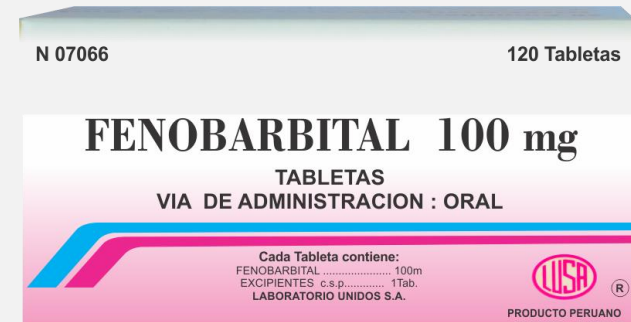 N 07066 120 Tabletas
FENOBARBITAL 100 mg
TABLETAS
VIA DE ADMINISTRACION : ORAL
Cada Tableta contiene:
FENOBARBITAL ...................... 100m
EXCIPIENTES c.s.p............. 1Tab.
LABORATORIO UNIDOS S.A.
LUSA ®
PRODUCTO PERUANO